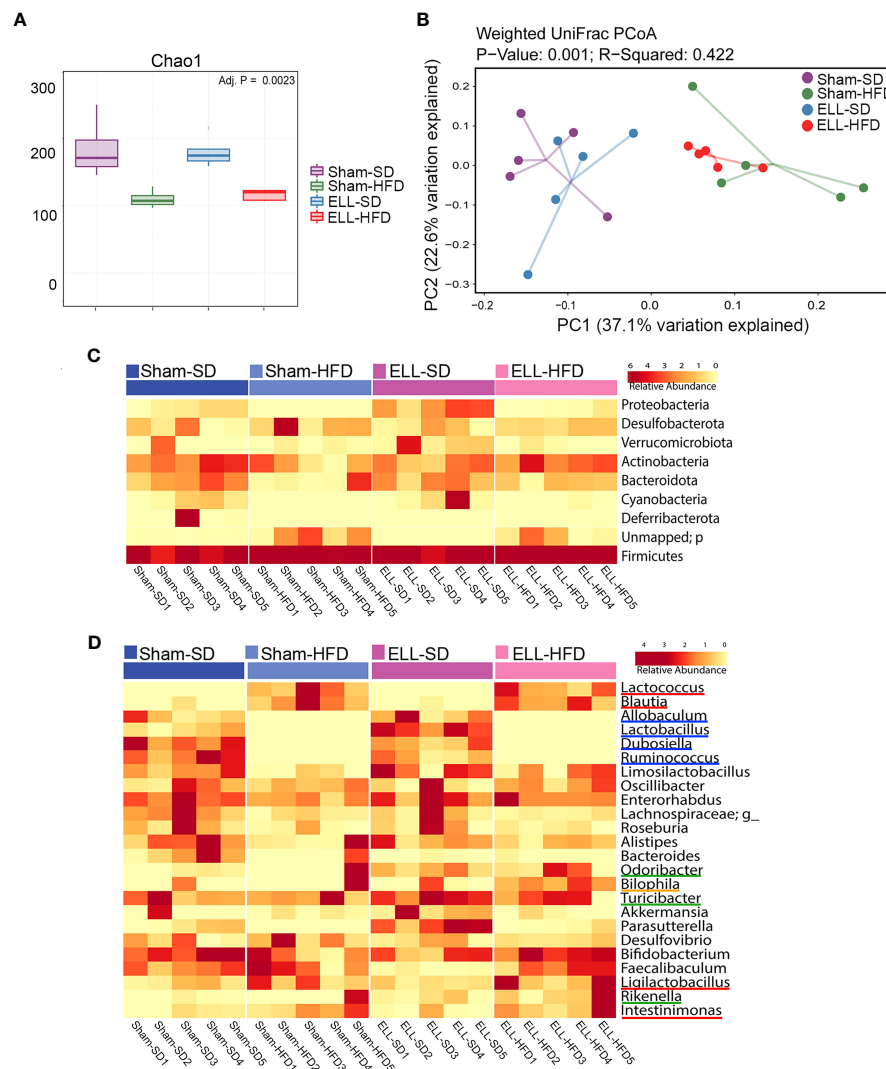 A
Chao1
Adj. P = 0.0023
300
200
100
0
Sham-SD
Sham-HFD
ELL-SD
ELL-HFD
B
Weighted UniFrac PCoA
P-Value: 0.001; R-Squared: 0.422
Sham-SD
Sham-HFD
ELL-SD
ELL-HFD
0.2
0.1
0.0
-0.1
-0.2
-0.3
PC2 (22.6% variation explained)
-0.2 -0.1 0.0 0.1 0.2
PC1 (37.1% variation explained)
C
Sham-SD Sham-HFD ELL-SD ELL-HFD
6 4 2 0
Relative Abundance
Proteobacteria
Desulfobacterota
Verrucomicrobiota
Actinobacteria
Bacteroidota
Cyanobacteria
Deferribacterota
Unmapped; p
Firmicutes
Sham-SD1 Sham-SD2 Sham-SD3 Sham-SD4 Sham-SD5 Sham-HFD1 Sham-HFD2 Sham-HFD3 Sham-HFD4 Sham-HFD5 ELL-SD1 ELL-SD2 ELL-SD3 ELL-SD4 ELL-SD5 ELL-HFD1 ELL-HFD2 ELL-HFD3 ELL-HFD4 ELL-HFD5
D
Sham-SD Sham-HFD ELL-SD ELL-HFD
4 3 2 1 0
Relative Abundance
Lactococcus
Blautia
Allobaculum
Lactobacillus
Dubosiella
Ruminococcus
Limosilactobacillus
Oscillibacter
Enterorhabdus
Lachnospiraceae; g_
Roseburia
Alistipes
Bacteroides
Odoribacter
Bilophila
Turicibacter
Akkermansia
Parasutterella
Desulfovibrio
Bifidobacterium
Faecalibaculum
Ligilactobacillus
Rikenella
Intestinimonas
Sham-SD1 Sham-SD2 Sham-SD3 Sham-SD4 Sham-SD5 Sham-HFD1 Sham-HFD2 Sham-HFD3 Sham-HFD4 Sham-HFD5 ELL-SD1 ELL-SD2 ELL-SD3 ELL-SD4 ELL-SD5 ELL-HFD1 ELL-HFD2 ELL-HFD3 ELL-HFD4 ELL-HFD5